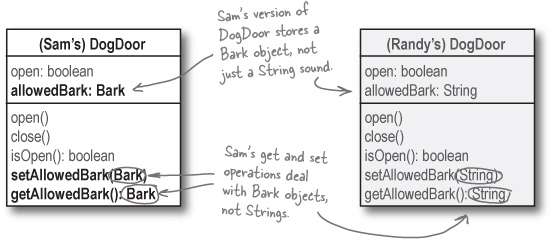 (Sam's) DogDoor
open: boolean
allowedBark: Bark
open()
close()
isOpen(): boolean
setAllowedBark(Bark)
getAllowedBark(): Bark
Sam's version of
DogDoor stores a
Bark object, not
just a String sound.
Sam's get and set
operations deal
with Bark objects,
not Strings.
(Randy's) DogDoor
open: boolean
allowedBark: String
open()
close()
isOpen(): boolean
setAllowedBark(String)
getAllowedBark(): String